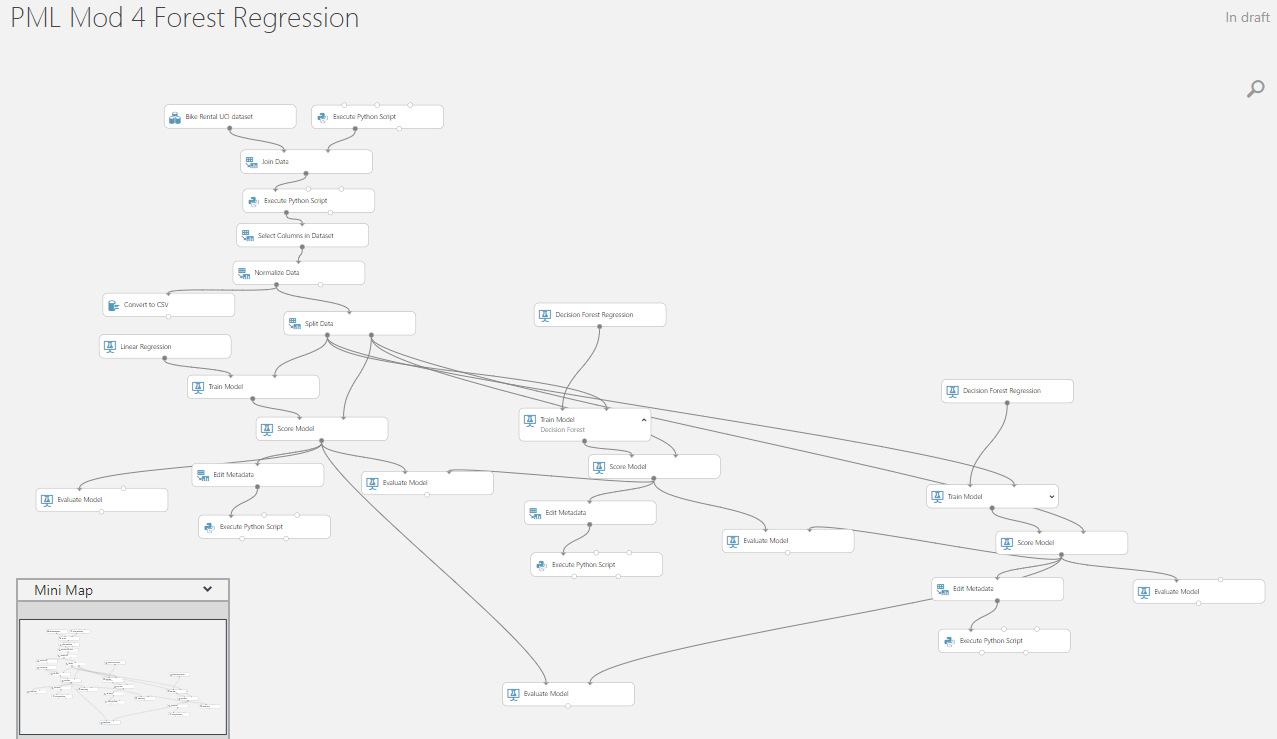 PML Mod 4 Forest Regression
In draft
Bike Rental UCI dataset
Execute Python Script
Join Data
Execute Python Script
Select Columns in Dataset
Normalize Data
Convert to CSV
Split Data
Decision Forest Regression
Linear Regression
Train Model
Decision Forest Regression
Train Model
Decision Forest
Score Model
Score Model
Edit Metadata
Evaluate Model
Evaluate Model
Train Model
Edit Metadata
Execute Python Script
Evaluate Model
Score Model
Execute Python Script
Edit Metadata
Evaluate Model
Mini Map
Execute Python Script
Evaluate Model